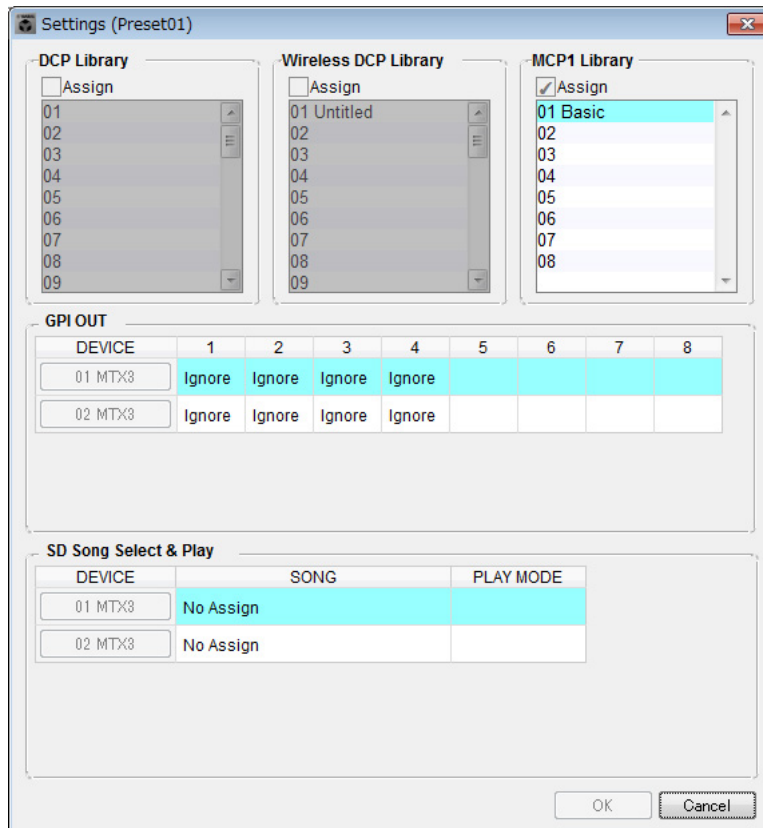 Settings (Preset01)
DCP Library
Assign
01
02
03
04
05
06
07
08
09
Wireless DCP Library
Assign
01 Untitled
02
03
04
05
06
07
08
09
MCP1 Library
Assign
01 Basic
02
03
04
05
06
07
08
GPI OUT
DEVICE 1 2 3 4 5 6 7 8
01 MTX3 Ignore Ignore Ignore Ignore
02 MTX3 Ignore Ignore Ignore Ignore
SD Song Select & Play
DEVICE SONG PLAY MODE
01 MTX3 No Assign
02 MTX3 No Assign
OK Cancel